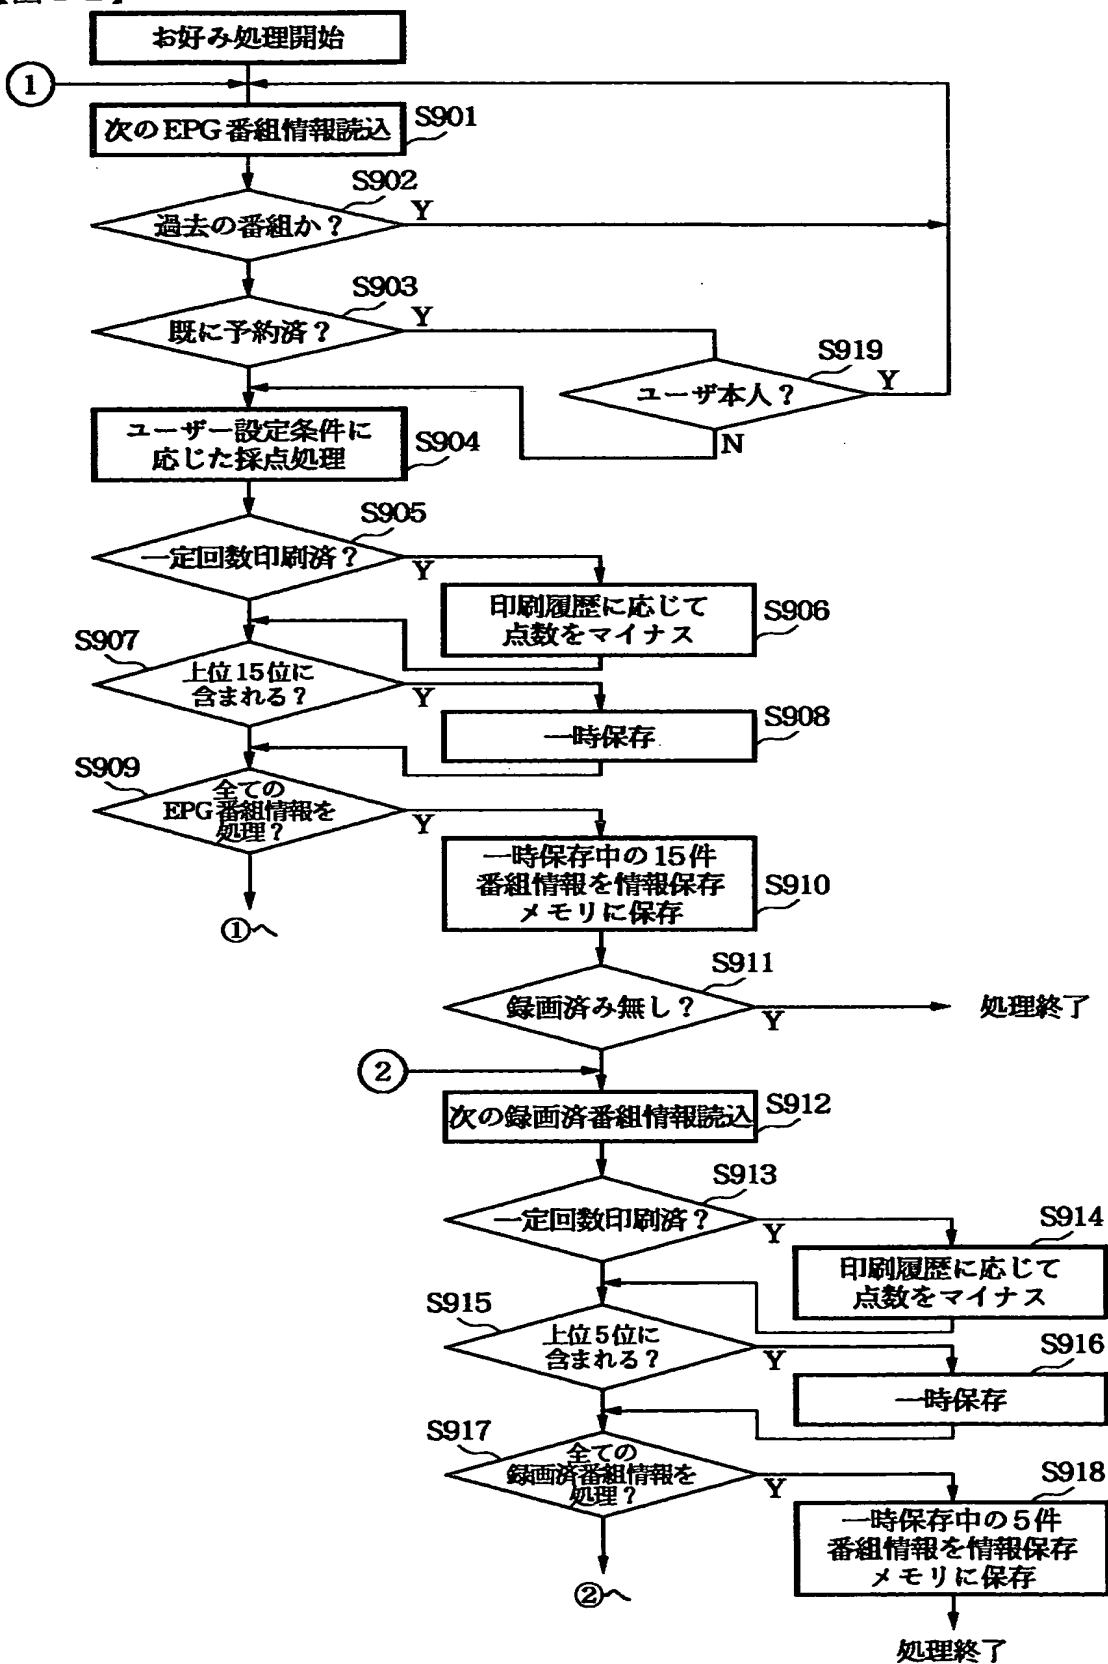 お好み処理開始
1
次のEPG番組情報読込
S901
S902
過去の番組か？
Y
S903
既に予約済？
Y
S919
ユーザ本人？
Y
N
ユーザー設定条件に
応じた採点処理
S904
S905
一定回数印刷済？
Y
印刷履歴に応じて
点数をマイナス
S906
S907
上位15位に
含まれる？
Y
一時保存
S908
S909
全ての
EPG番組情報を
処理？
Y
一時保存中の15件
番組情報を情報保存
メモリに保存
S910
①へ
S911
録画済み無し？
Y
処理終了
2
次の録画済番組情報読込
S912
S913
一定回数印刷済？
Y
S914
印刷履歴に応じて
点数をマイナス
S915
上位5位に
含まれる？
Y
S916
一時保存
S917
全ての
録画済番組情報を
処理？
Y
S918
一時保存中の5件
番組情報を情報保存
メモリに保存
②へ
処理終了